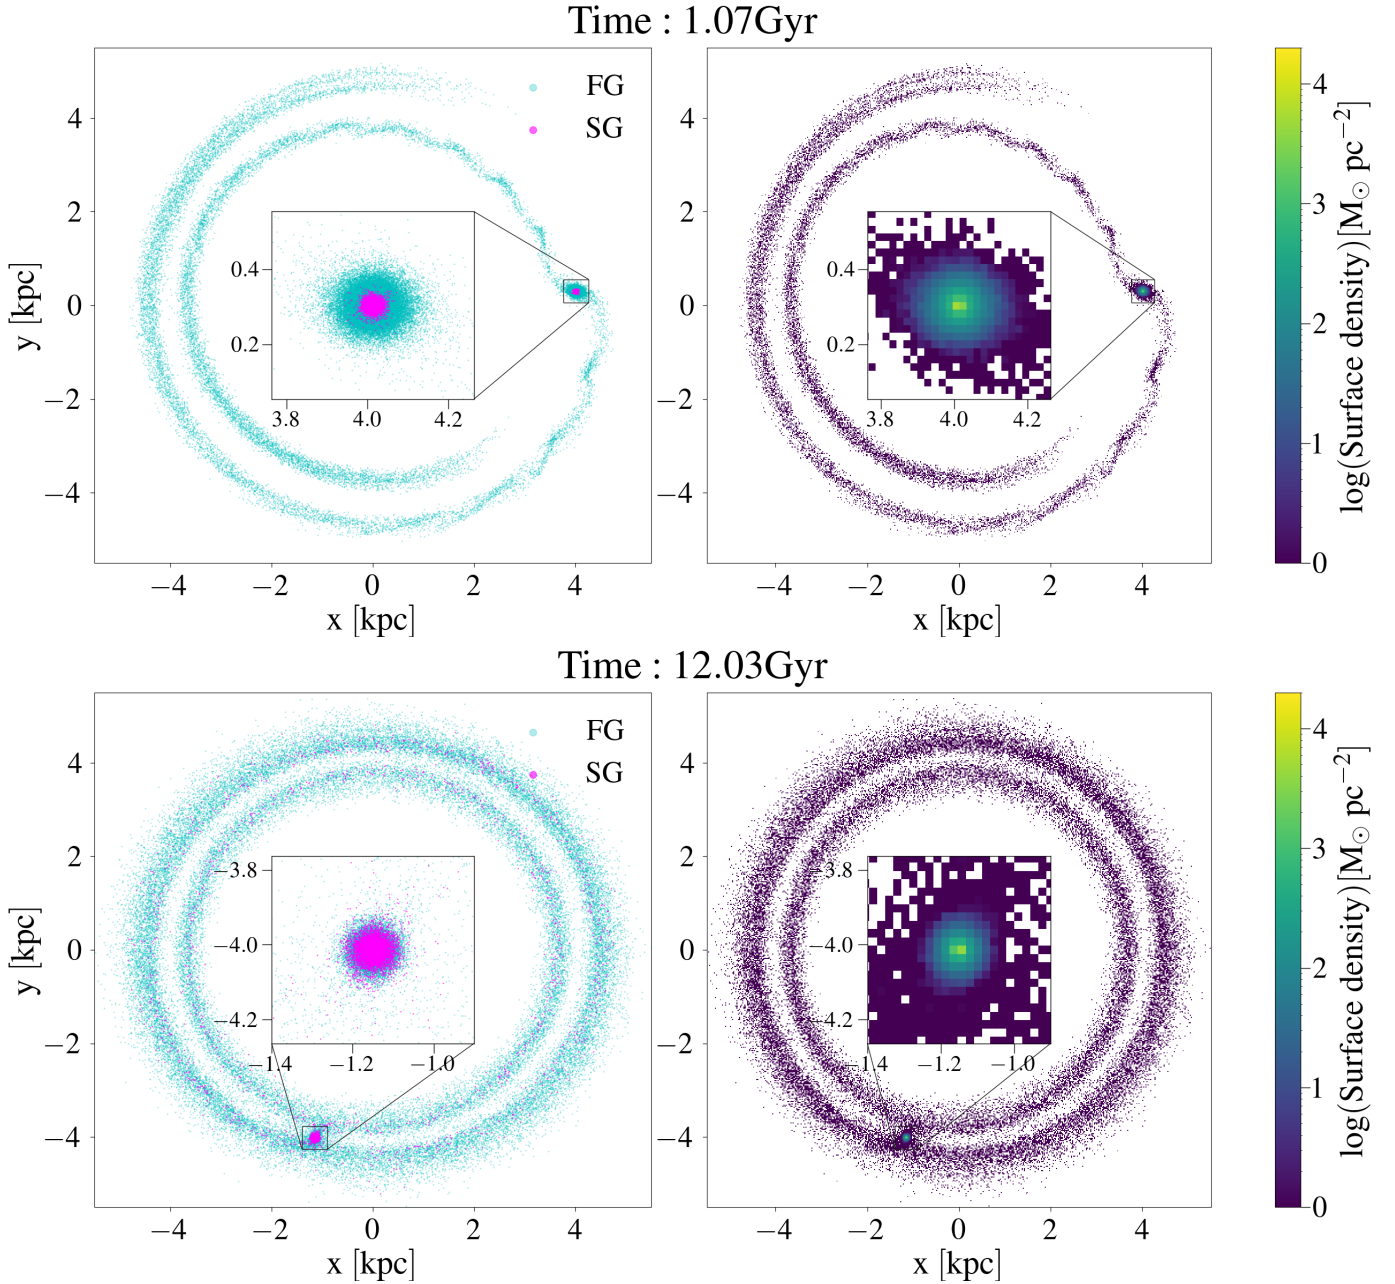 Time : 1.07Gyr
FG
SG
y [kpc]
4
2
0
−2
−4
0.4
0.2
3.8 4.0 4.2
−4 −2 0 2 4
x [kpc]
4
2
0
−2
−4
0.4
0.2
3.8 4.0 4.2
−4 −2 0 2 4
x [kpc]
4
3
2
1
0
log(Surface density)[M⊙ pc−2]
Time : 12.03Gyr
FG
SG
y [kpc]
4
2
0
−2
−4
−3.8
−4.0
−4.2
−1.4 −1.2 −1.0
−4 −2 0 2 4
x [kpc]
4
2
0
−2
−4
−3.8
−4.0
−4.2
−1.4 −1.2 −1.0
−4 −2 0 2 4
x [kpc]
4
3
2
1
0
log(Surface density)[M⊙ pc−2]